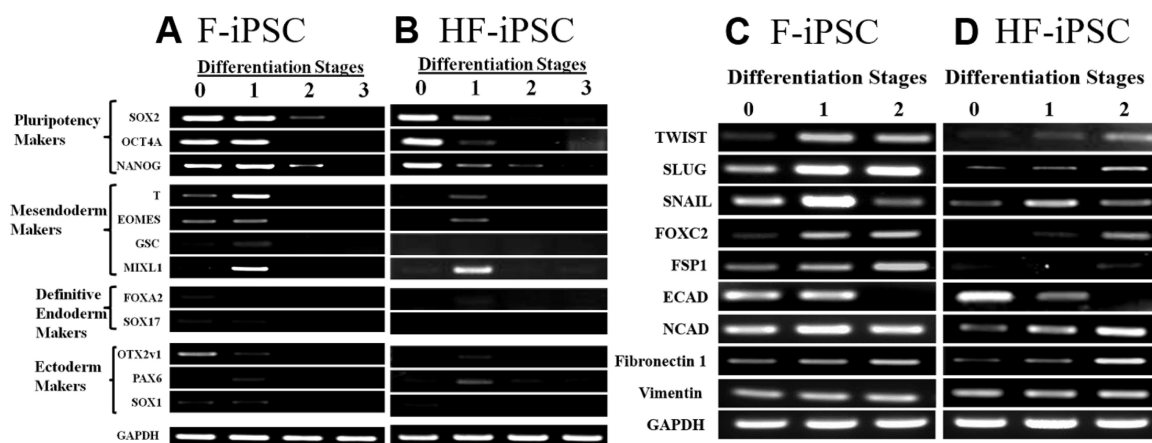 A F-iPSC
Differentiation Stages
0 1 2 3
B HF-iPSC
Differentiation Stages
0 1 2 3
Pluripotency
Makers
SOX2
OCT4A
NANOG
Mesendoderm
Makers
T
EOMES
GSC
MIXL1
Definitive
Endoderm
Makers
FOXA2
SOX17
Ectoderm
Makers
OTX2v1
PAX6
SOX1
GAPDH
C F-iPSC
Differentiation Stages
0 1 2
D HF-iPSC
Differentiation Stages
0 1 2
TWIST
SLUG
SNAIL
FOXC2
FSP1
ECAD
NCAD
Fibronectin 1
Vimentin
GAPDH